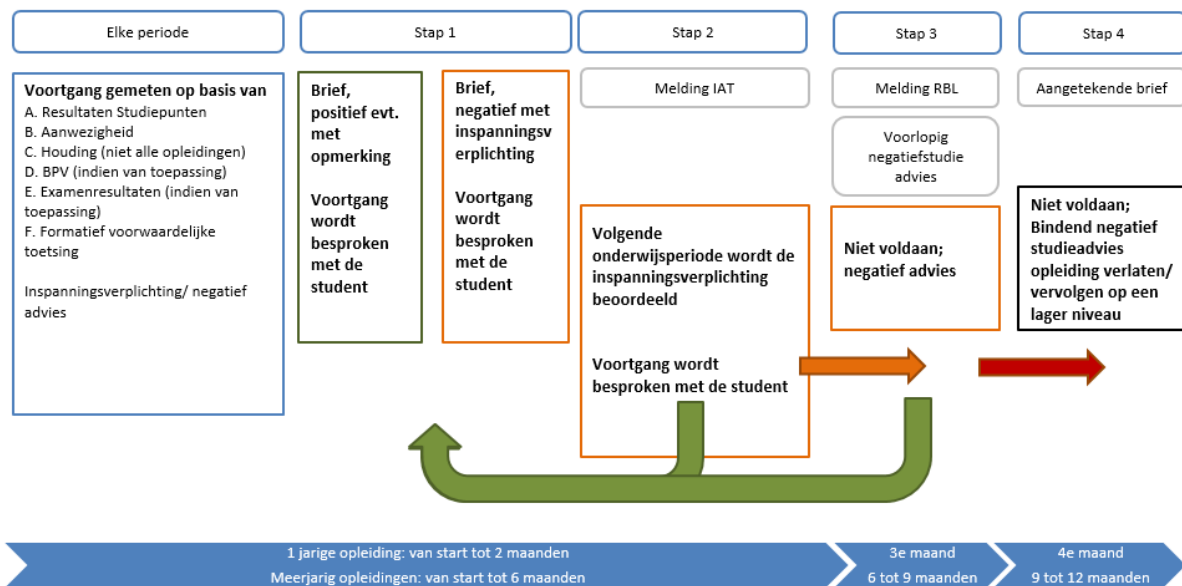 Elke periode
Voortgang gemeten op basis van
A. Resultaten Studiepunten
B. Aanwezigheid
C. Houding (niet alle opleidingen)
D. BPV (indien van toepassing)
E. Examenresultaten (indien van
toepassing)
F. Formatief voorwaardelijke
toetsing
Inspanningsverplichting/ negatief
advies
Stap 1
Brief,
positief evt.
met
opmerking
Voortgang
wordt
besproken
met de
student
Brief,
negatief met
inspanningsv
erplichting
Voortgang
wordt
besproken
met de
student
Stap 2
Melding IAT
Volgende
onderwijsperiode wordt de
inspanningsverplichting
beoordeeld
Voortgang wordt
besproken met de student
Stap 3
Melding RBL
Voorlopig
negatiefstudie
advies
Niet voldaan;
negatief advies
Stap 4
Aangetekende brief
Niet voldaan;
Bindend negatief
studieadvies
opleiding verlaten/
vervolgen op een
lager niveau
1 jarige opleiding: van start tot 2 maanden
Meerjarig opleidingen: van start tot 6 maanden
3e maand
6 tot 9 maanden
4e maand
9 tot 12 maanden